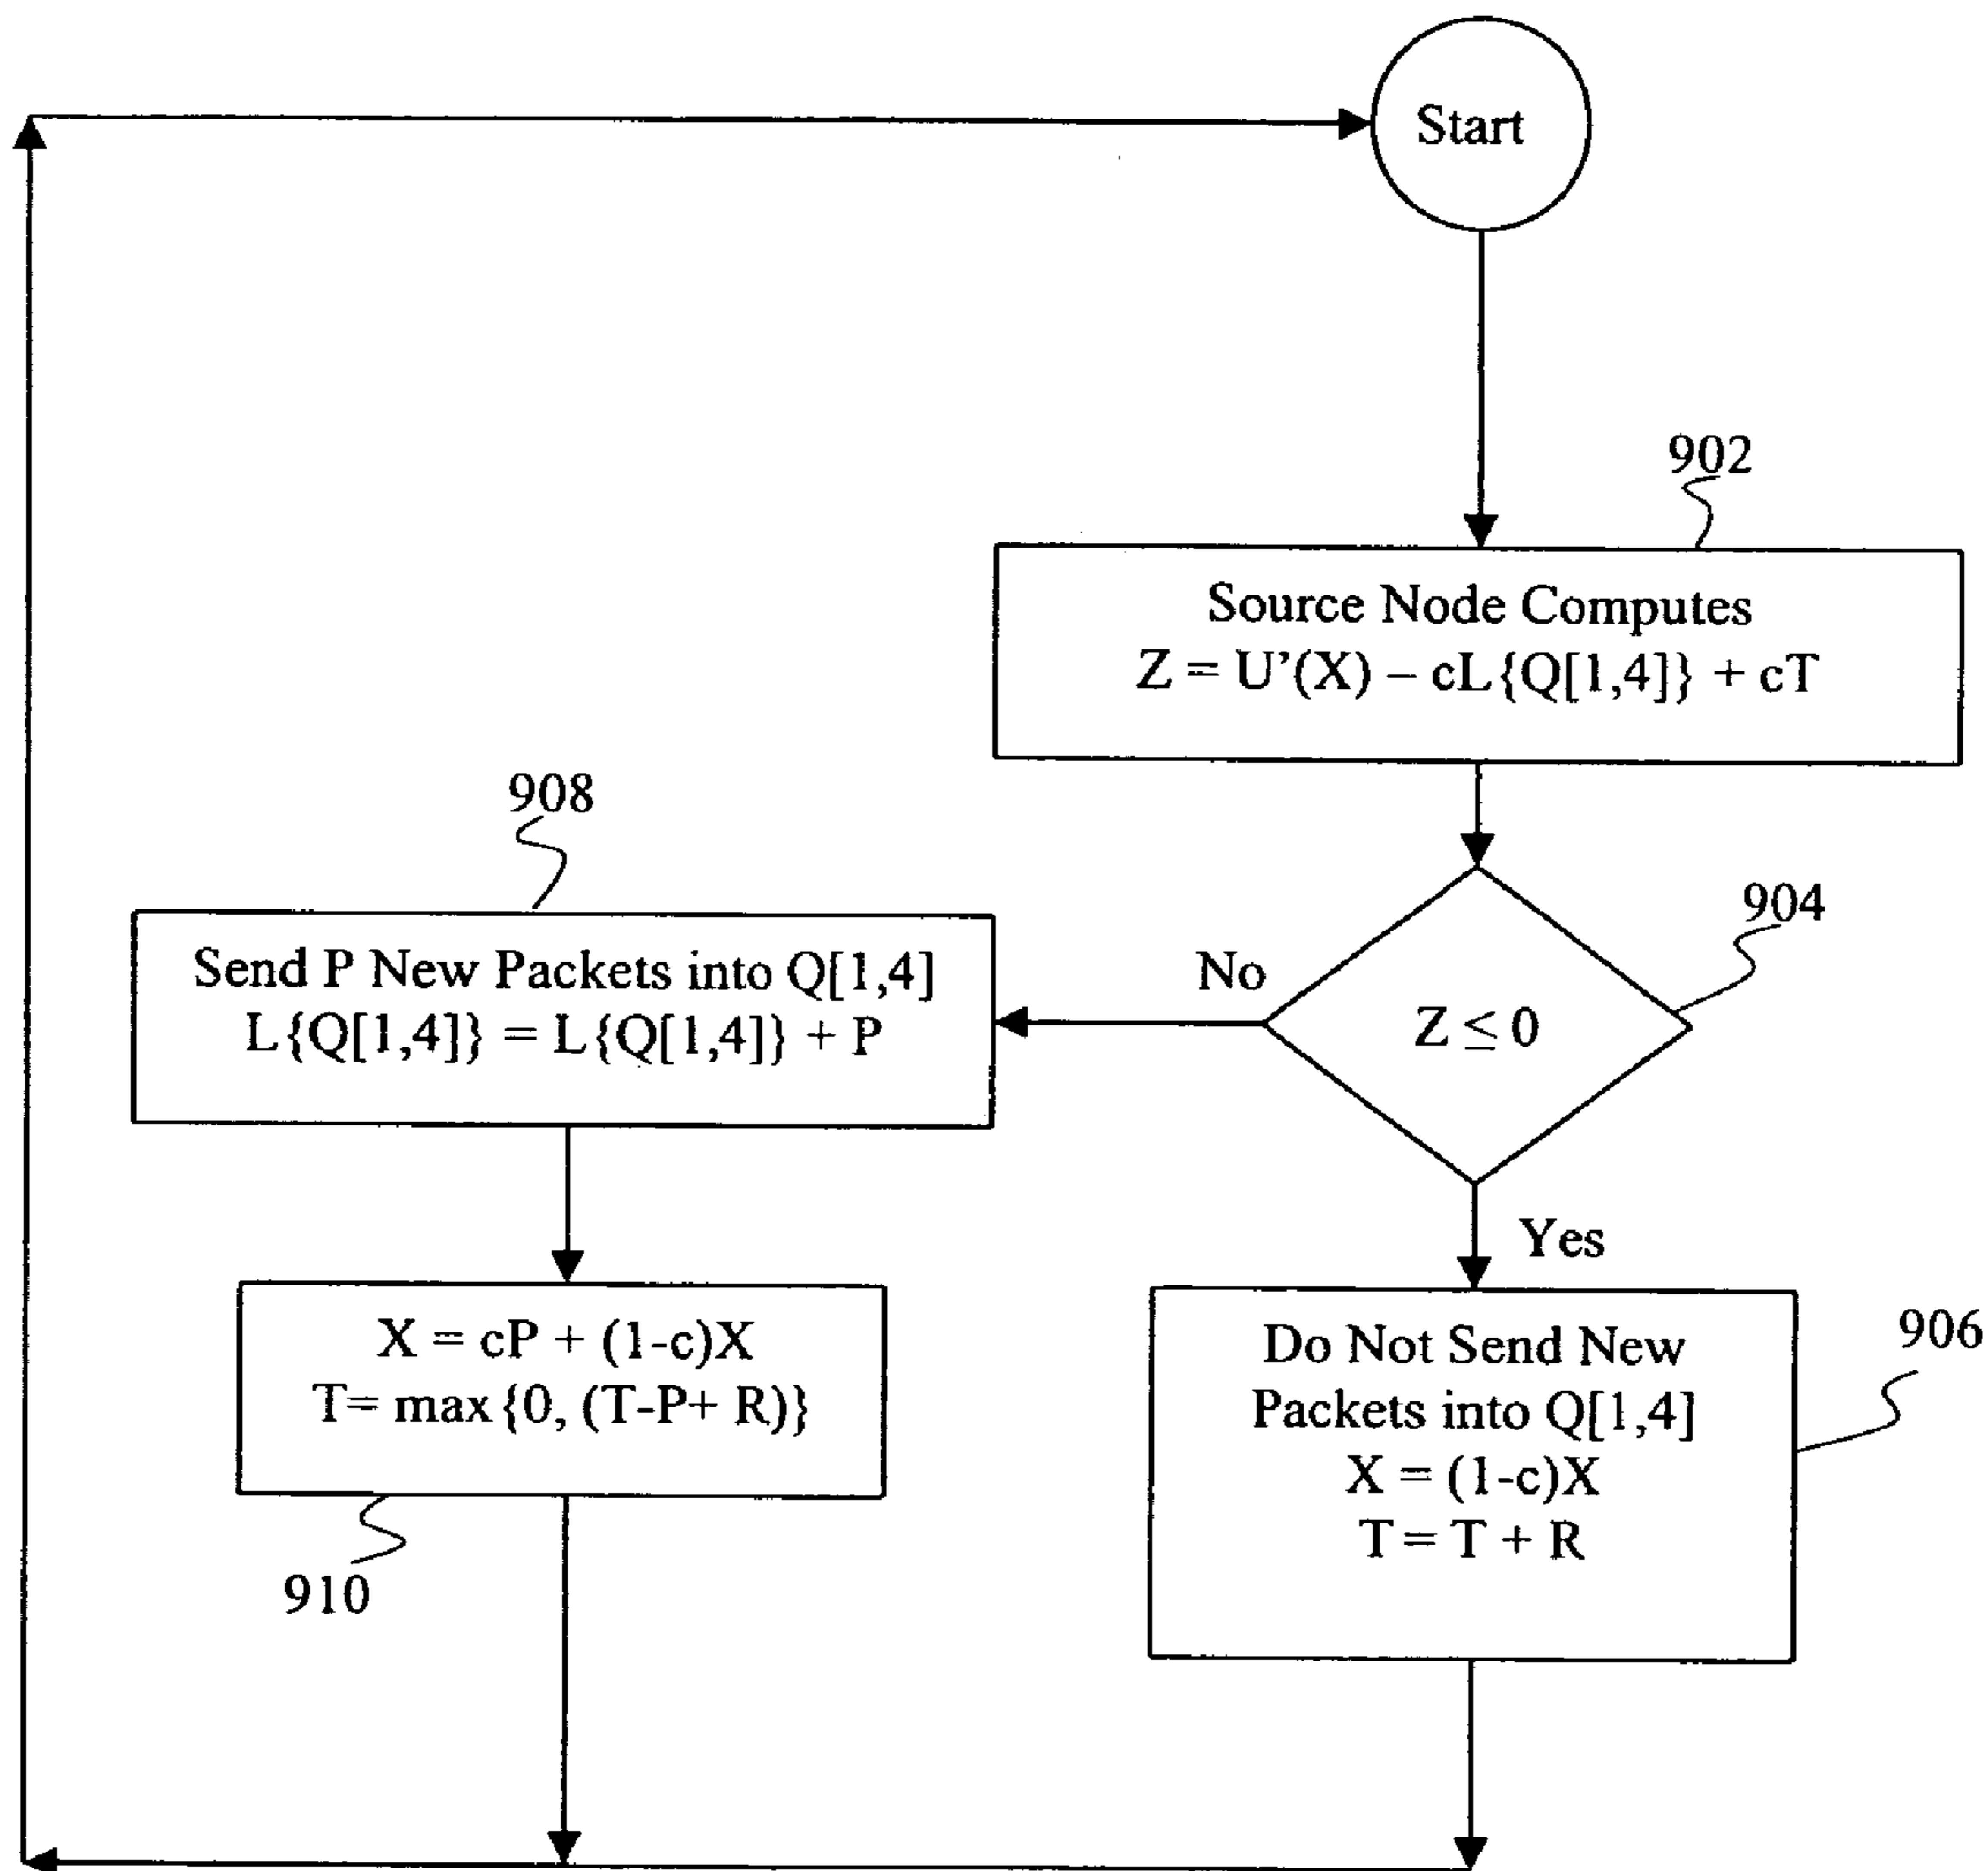 Start
902
Source Node Computes
Z = U’(X) – cL{Q[1,4]} + cT
908
904
Send P New Packets into Q[1,4]
L{Q[1,4]} = L{Q[1,4]} + P
No
Z ≤ 0
Yes
X = cP + (1-c)X
T= max{0, (T-P+ R)}
906
Do Not Send New
Packets into Q[1,4]
X = (1-c)X
T = T + R
910